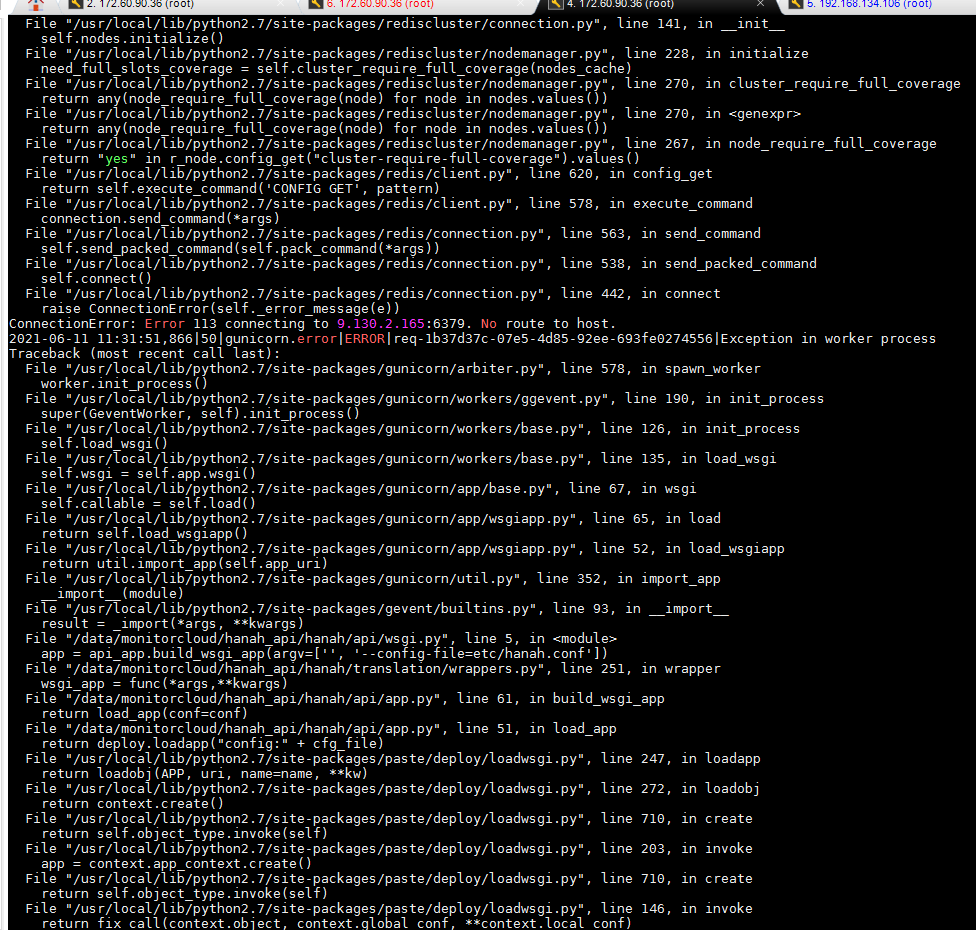 2. 172.60.90.36 (root)
6. 172.60.90.36 (root)
4. 172.60.90.36 (root)
5. 192.168.134.106 (root)
File "/usr/local/lib/python2.7/site-packages/rediscluster/connection.py", line 141, in __init__
self.nodes.initialize()
File "/usr/local/lib/python2.7/site-packages/rediscluster/nodemanager.py", line 228, in initialize
need_full_slots_coverage = self.cluster_require_full_coverage(nodes_cache)
File "/usr/local/lib/python2.7/site-packages/rediscluster/nodemanager.py", line 270, in cluster_require_full_coverage
return any(node_require_full_coverage(node) for node in nodes.values())
File "/usr/local/lib/python2.7/site-packages/rediscluster/nodemanager.py", line 270, in <genexpr>
return any(node_require_full_coverage(node) for node in nodes.values())
File "/usr/local/lib/python2.7/site-packages/rediscluster/nodemanager.py", line 267, in node_require_full_coverage
return "yes" in r_node.config_get("cluster-require-full-coverage").values()
File "/usr/local/lib/python2.7/site-packages/redis/client.py", line 620, in config_get
return self.execute_command('CONFIG GET', pattern)
File "/usr/local/lib/python2.7/site-packages/redis/client.py", line 578, in execute_command
connection.send_command(*args)
File "/usr/local/lib/python2.7/site-packages/redis/connection.py", line 563, in send_command
self.send_packed_command(self.pack_command(*args))
File "/usr/local/lib/python2.7/site-packages/redis/connection.py", line 538, in send_packed_command
self.connect()
File "/usr/local/lib/python2.7/site-packages/redis/connection.py", line 442, in connect
raise ConnectionError(self._error_message(e))
ConnectionError: Error 113 connecting to 9.130.2.165:6379. No route to host.
2021-06-11 11:31:51,866|50|gunicorn.error|ERROR|req-1b37d37c-07e5-4d85-92ee-693fe0274556|Exception in worker process
Traceback (most recent call last):
File "/usr/local/lib/python2.7/site-packages/gunicorn/arbiter.py", line 578, in spawn_worker
worker.init_process()
File "/usr/local/lib/python2.7/site-packages/gunicorn/workers/ggevent.py", line 190, in init_process
super(GeventWorker, self).init_process()
File "/usr/local/lib/python2.7/site-packages/gunicorn/workers/base.py", line 126, in init_process
self.load_wsgi()
File "/usr/local/lib/python2.7/site-packages/gunicorn/workers/base.py", line 135, in load_wsgi
self.wsgi = self.app.wsgi()
File "/usr/local/lib/python2.7/site-packages/gunicorn/app/base.py", line 67, in wsgi
self.callable = self.load()
File "/usr/local/lib/python2.7/site-packages/gunicorn/app/wsgiapp.py", line 65, in load
return self.load_wsgiapp()
File "/usr/local/lib/python2.7/site-packages/gunicorn/app/wsgiapp.py", line 52, in load_wsgiapp
return util.import_app(self.app_uri)
File "/usr/local/lib/python2.7/site-packages/gunicorn/util.py", line 352, in import_app
__import__(module)
File "/usr/local/lib/python2.7/site-packages/gevent/builtins.py", line 93, in __import__
result = _import(*args, **kwargs)
File "/data/monitorcloud/hanah_api/hanah/api/wsgi.py", line 5, in <module>
app = api_app.build_wsgi_app(argv=['', '--config-file=etc/hanah.conf'])
File "/data/monitorcloud/hanah_api/hanah/translation/wrappers.py", line 251, in wrapper
wsgi_app = func(*args,**kwargs)
File "/data/monitorcloud/hanah_api/hanah/api/app.py", line 61, in build_wsgi_app
return load_app(conf=conf)
File "/data/monitorcloud/hanah_api/hanah/api/app.py", line 51, in load_app
return deploy.loadapp("config:" + cfg_file)
File "/usr/local/lib/python2.7/site-packages/paste/deploy/loadwsgi.py", line 247, in loadapp
return loadobj(APP, uri, name=name, **kw)
File "/usr/local/lib/python2.7/site-packages/paste/deploy/loadwsgi.py", line 272, in loadobj
return context.create()
File "/usr/local/lib/python2.7/site-packages/paste/deploy/loadwsgi.py", line 710, in create
return self.object_type.invoke(self)
File "/usr/local/lib/python2.7/site-packages/paste/deploy/loadwsgi.py", line 203, in invoke
app = context.app_context.create()
File "/usr/local/lib/python2.7/site-packages/paste/deploy/loadwsgi.py", line 710, in create
return self.object_type.invoke(self)
File "/usr/local/lib/python2.7/site-packages/paste/deploy/loadwsgi.py", line 146, in invoke
return fix_call(context.object, context.global_conf, **context.local_conf)